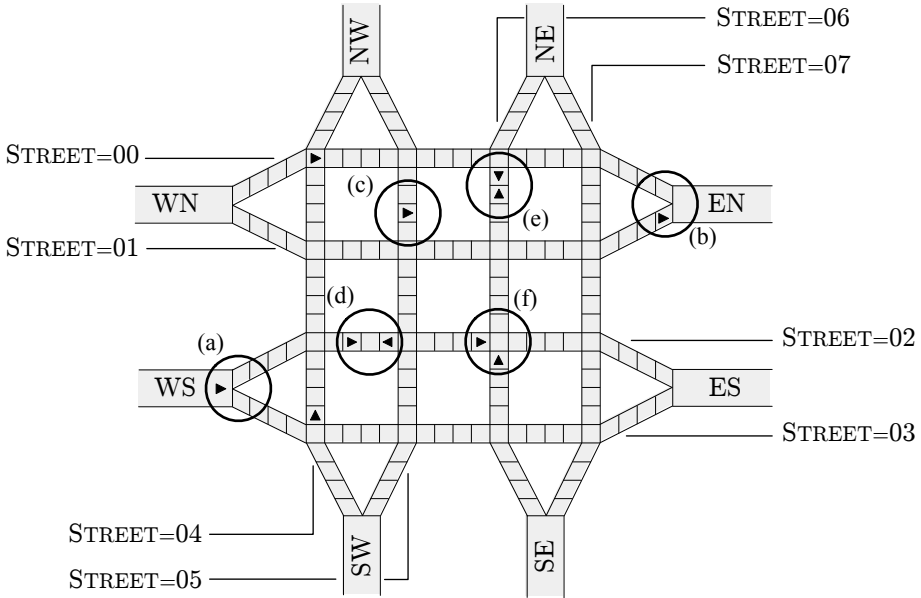 NW
NE
STREET=06
STREET=07
STREET=00
(c)
WN
(e)
EN
(b)
STREET=01
(d)
(f)
(a)
STREET=02
WS
ES
STREET=03
STREET=04
SW
SE
STREET=05